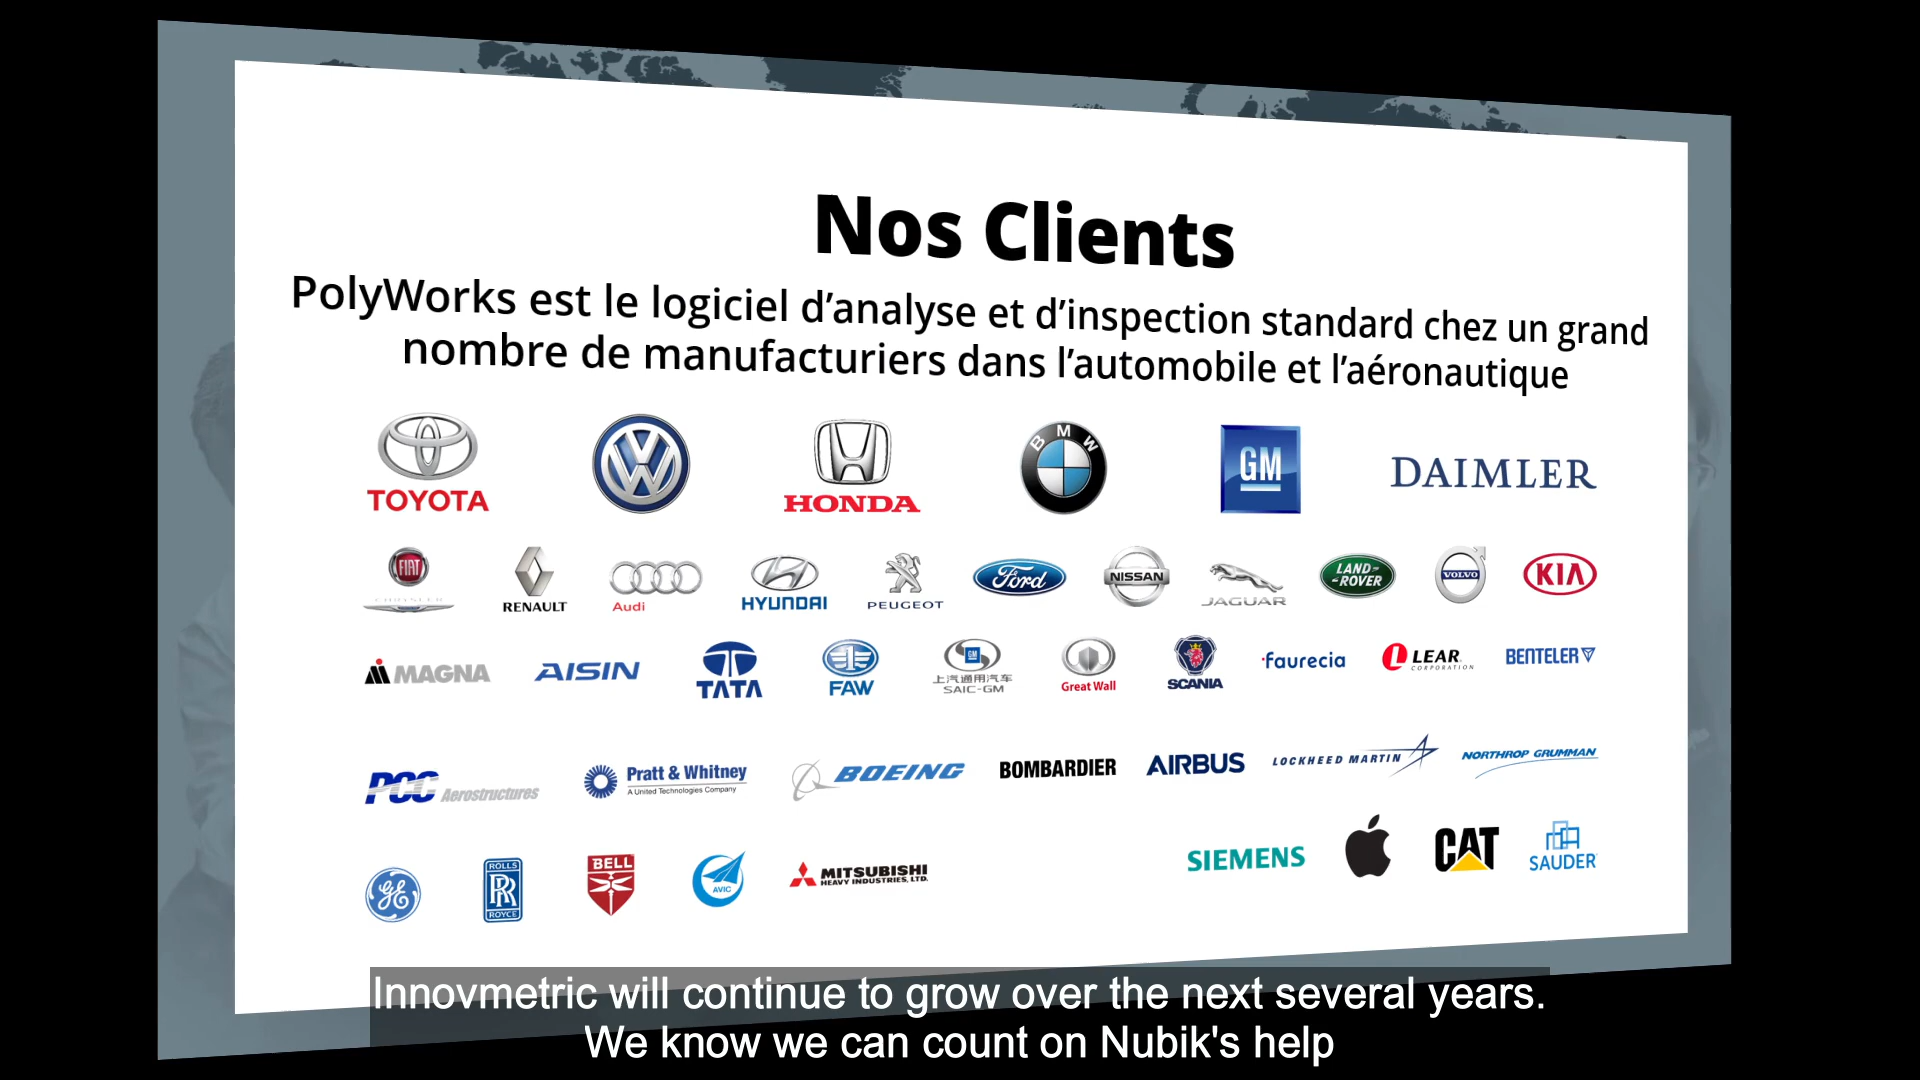 Nos Clients
PolyWorks est le logiciel d’analyse et d’inspection standard chez un grand
nombre de manufacturiers dans l’automobile et l’aéronautique
TOYOTA
HONDA
BMW
GM
DAIMLER
FIAT
CHRYSLER
RENAULT
Audi
HYUNDAI
PEUGEOT
Ford
NISSAN
JAGUAR
LAND ROVER
VOLVO
KIA
MAGNA
AISIN
TATA
FAW
GM
上汽通用汽车
SAIC-GM
Great Wall
SCANIA
faurecia
LEAR
CORPORATION
BENTELER
PCC Aerostructures
Pratt & Whitney
A United Technologies Company
BOEING
BOMBARDIER
AIRBUS
LOCKHEED MARTIN
NORTHROP GRUMMAN
GE
ROLLS
RR
ROYCE
BELL
AVIC
MITSUBISHI
HEAVY INDUSTRIES, LTD.
SIEMENS
CAT
SAUDER
Innovmetric will continue to grow over the next several years.
We know we can count on Nubik's help